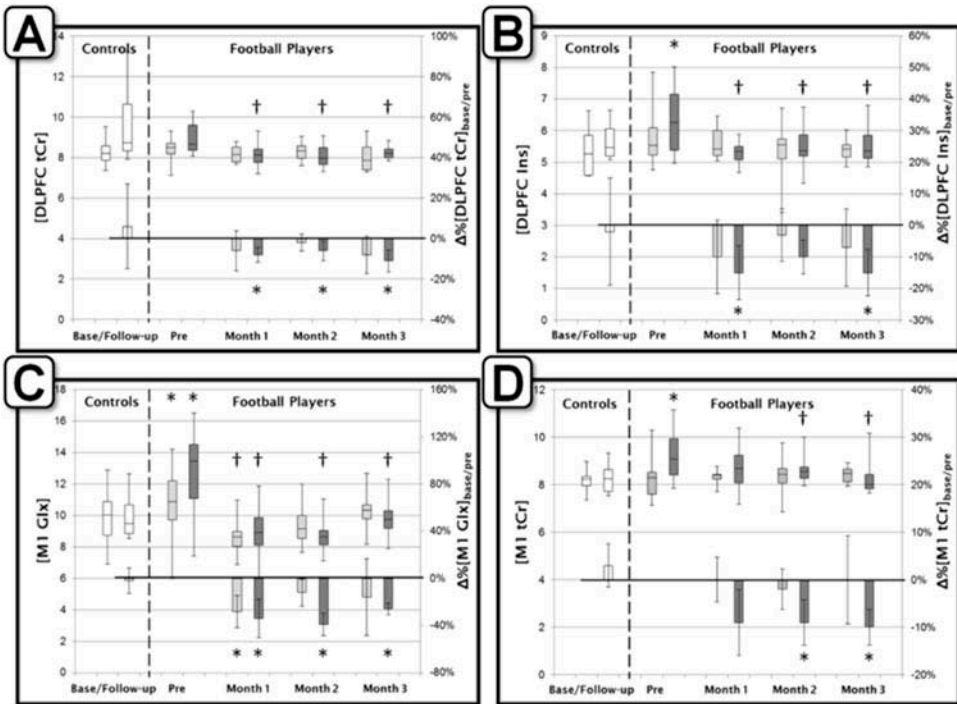 A
Controls
Football Players
[DLPFC tCr]
14
12
10
8
6
4
2
0
100%
80%
60%
40%
20%
0%
-20%
-40%
Δ%[DLPFC tCr]base/pre
† † †
* * *
Base/Follow-up Pre Month 1 Month 2 Month 3
B
Controls
Football Players
[DLPFC Ins]
9
8
7
6
5
4
3
2
1
0
60%
50%
40%
30%
20%
10%
0%
-10%
-20%
-30%
Δ%[DLPFC Ins]base/pre
*
† † †
* *
Base/Follow-up Pre Month 1 Month 2 Month 3
C
Controls
Football Players
[M1 Glx]
18
16
14
12
10
8
6
4
2
0
160%
120%
80%
40%
0%
-40%
-80%
Δ%[M1 Glx]base/pre
* *
† † † †
* * * *
Base/Follow-up Pre Month 1 Month 2 Month 3
D
Controls
Football Players
[M1 tCr]
12
10
8
6
4
2
0
40%
30%
20%
10%
0%
-10%
-20%
Δ%[M1 tCr]base/pre
*
† †
* *
Base/Follow-up Pre Month 1 Month 2 Month 3